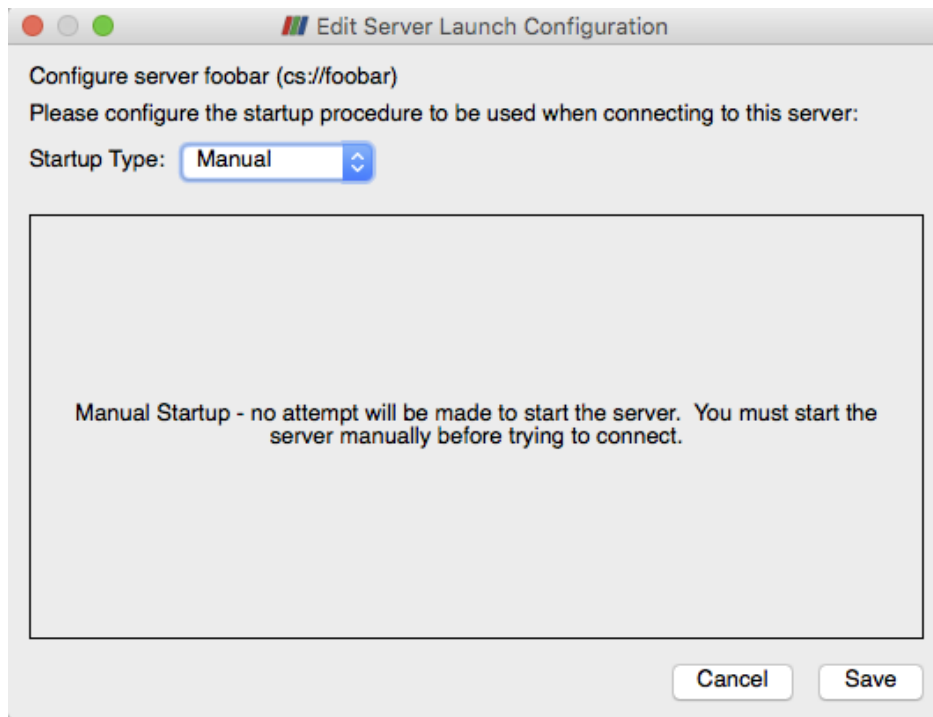 Edit Server Launch Configuration
Configure server foobar (cs://foobar)
Please configure the startup procedure to be used when connecting to this server:
Startup Type: Manual
Manual Startup - no attempt will be made to start the server.  You must start the
server manually before trying to connect.
Cancel Save